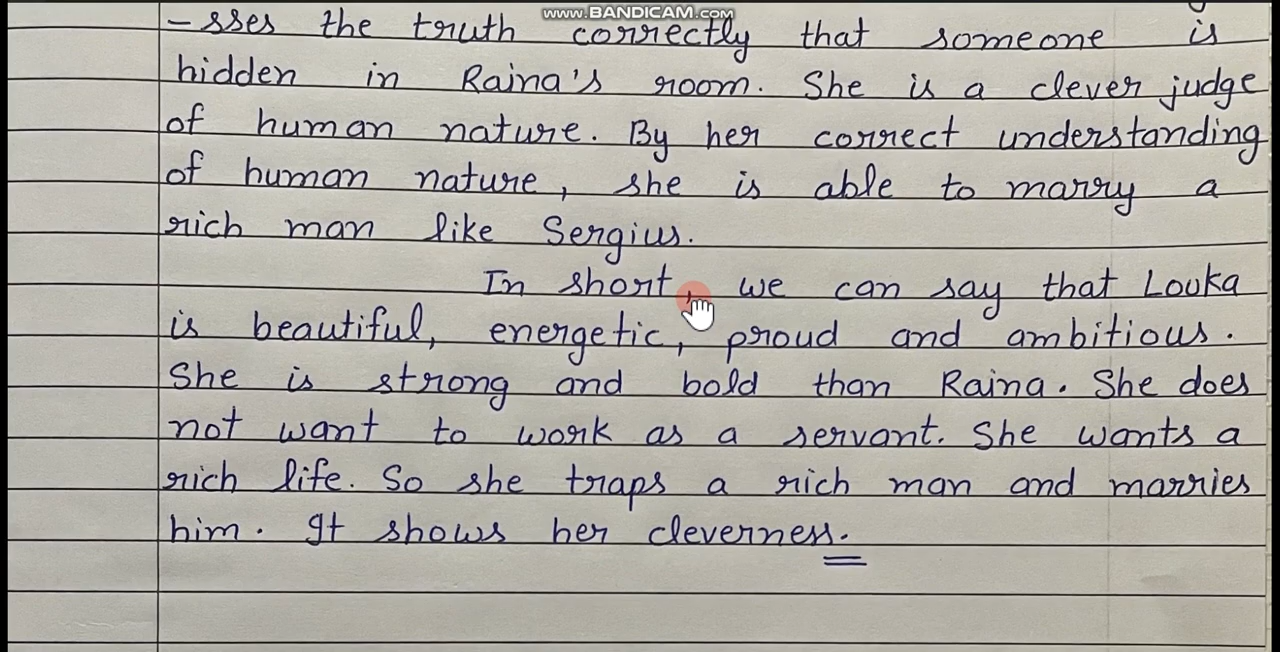 www.BANDICAM.com
-sses the truth correctly that someone is
hidden in Raina's room. She is a clever judge
of human nature. By her correct understanding
of human nature, she is able to marry a
rich man like Sergius.
In short, we can say that Louka
is beautiful, energetic, proud and ambitious.
She is strong and bold than Raina. She does
not want to work as a servant. She wants a
rich life. So she traps a rich man and marries
him. It shows her cleverness.